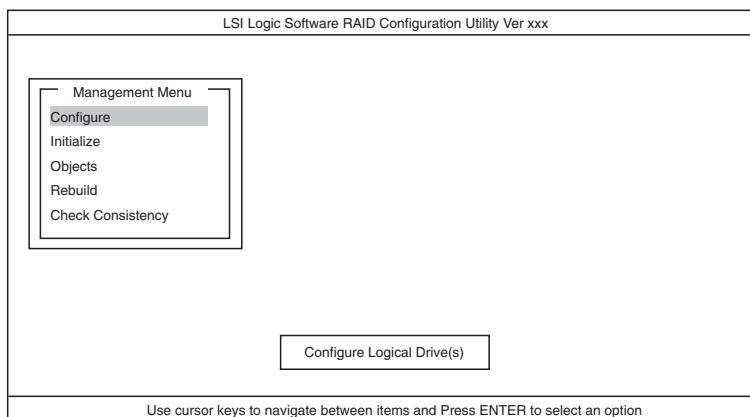 LSI Logic Software RAID Configuration Utility Ver xxx
Management Menu
Configure
Initialize
Objects
Rebuild
Check Consistency
Configure Logical Drive(s)
Use cursor keys to navigate between items and Press ENTER to select an option